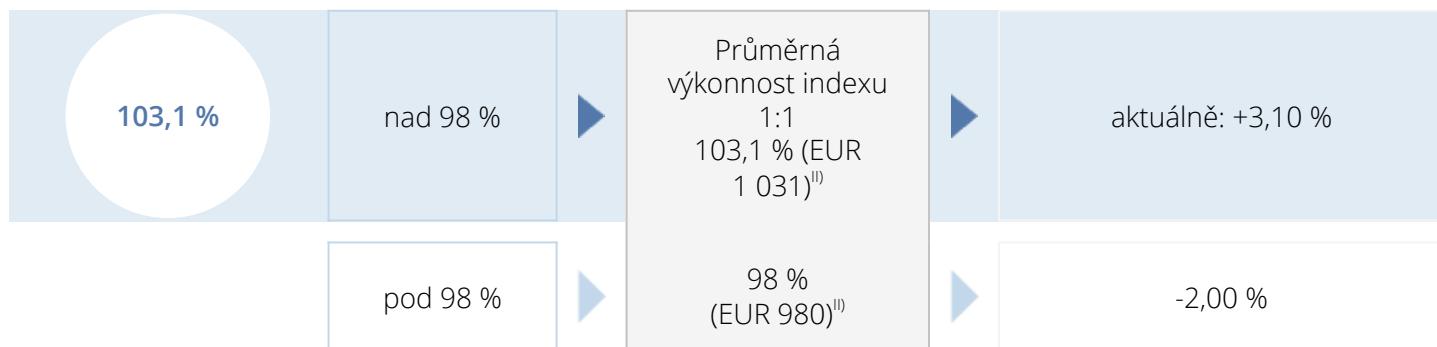 103,1 %
nad 98 %
Průměrná
výkonnost indexu
1:1
103,1 % (EUR
1 031)II)
aktuálně: +3,10 %
pod 98 %
98 %
(EUR 980)II)
-2,00 %